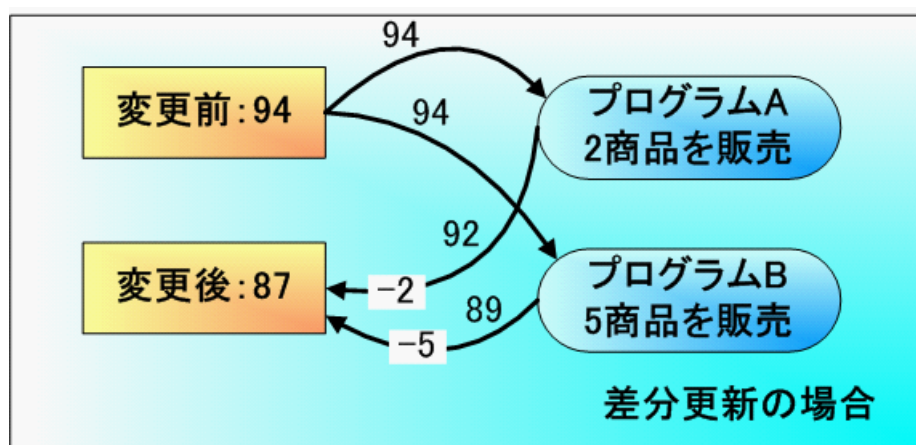 94
変更前:94
プログラムA
2商品を販売
94
92
変更後:87
-2
プログラムB
5商品を販売
89
-5
差分更新の場合